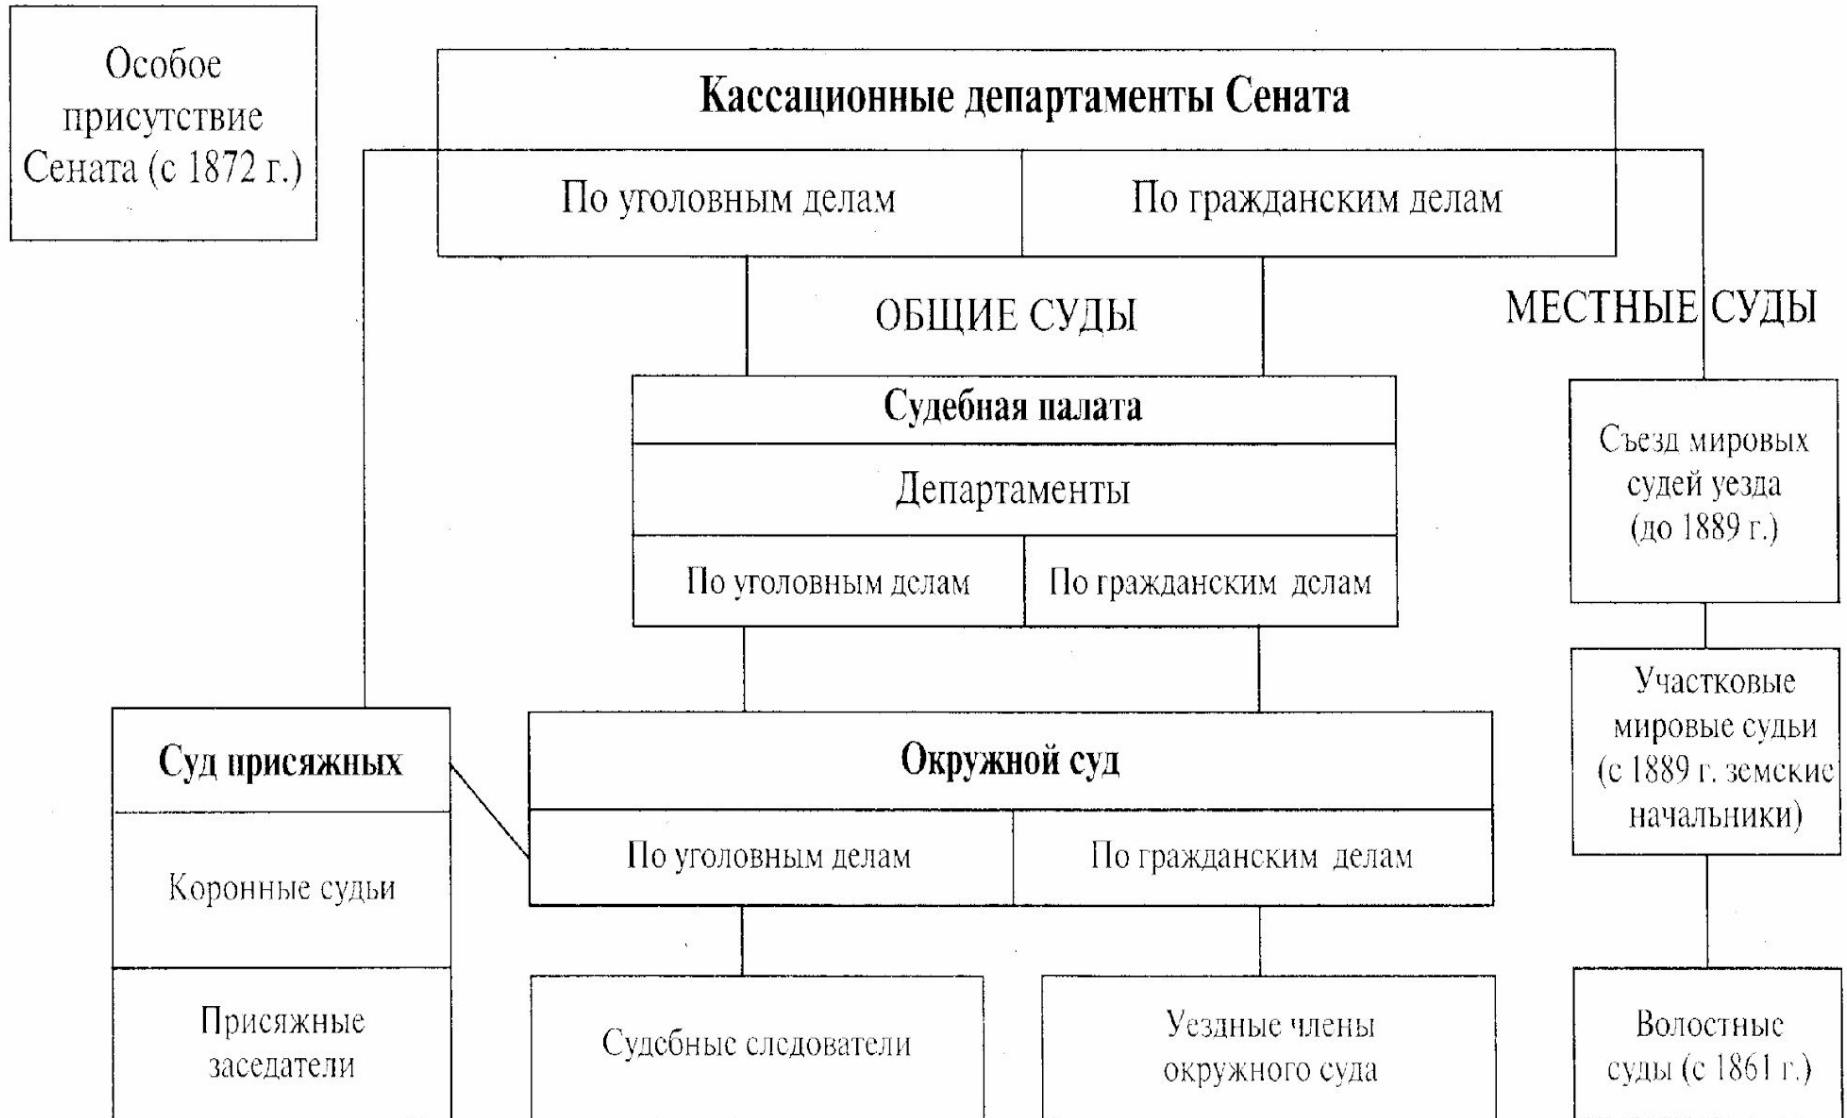 Особое
присутствие
Сената (с 1872 г.)
Кассационные департаменты Сената
По уголовным делам
По гражданским делам
ОБЩИЕ СУДЫ
МЕСТНЫЕ СУДЫ
Судебная палата
Департаменты
По уголовным делам
По гражданским делам
Съезд мировых
судей уезда
(до 1889 г.)
Участковые
мировые судьи
(с 1889 г. земские
начальники)
Суд присяжных
Коронные судьи
Присяжные
заседатели
Окружной суд
По уголовным делам
По гражданским делам
Судебные следователи
Уездные члены
окружного суда
Волостные
суды (с 1861 г.)